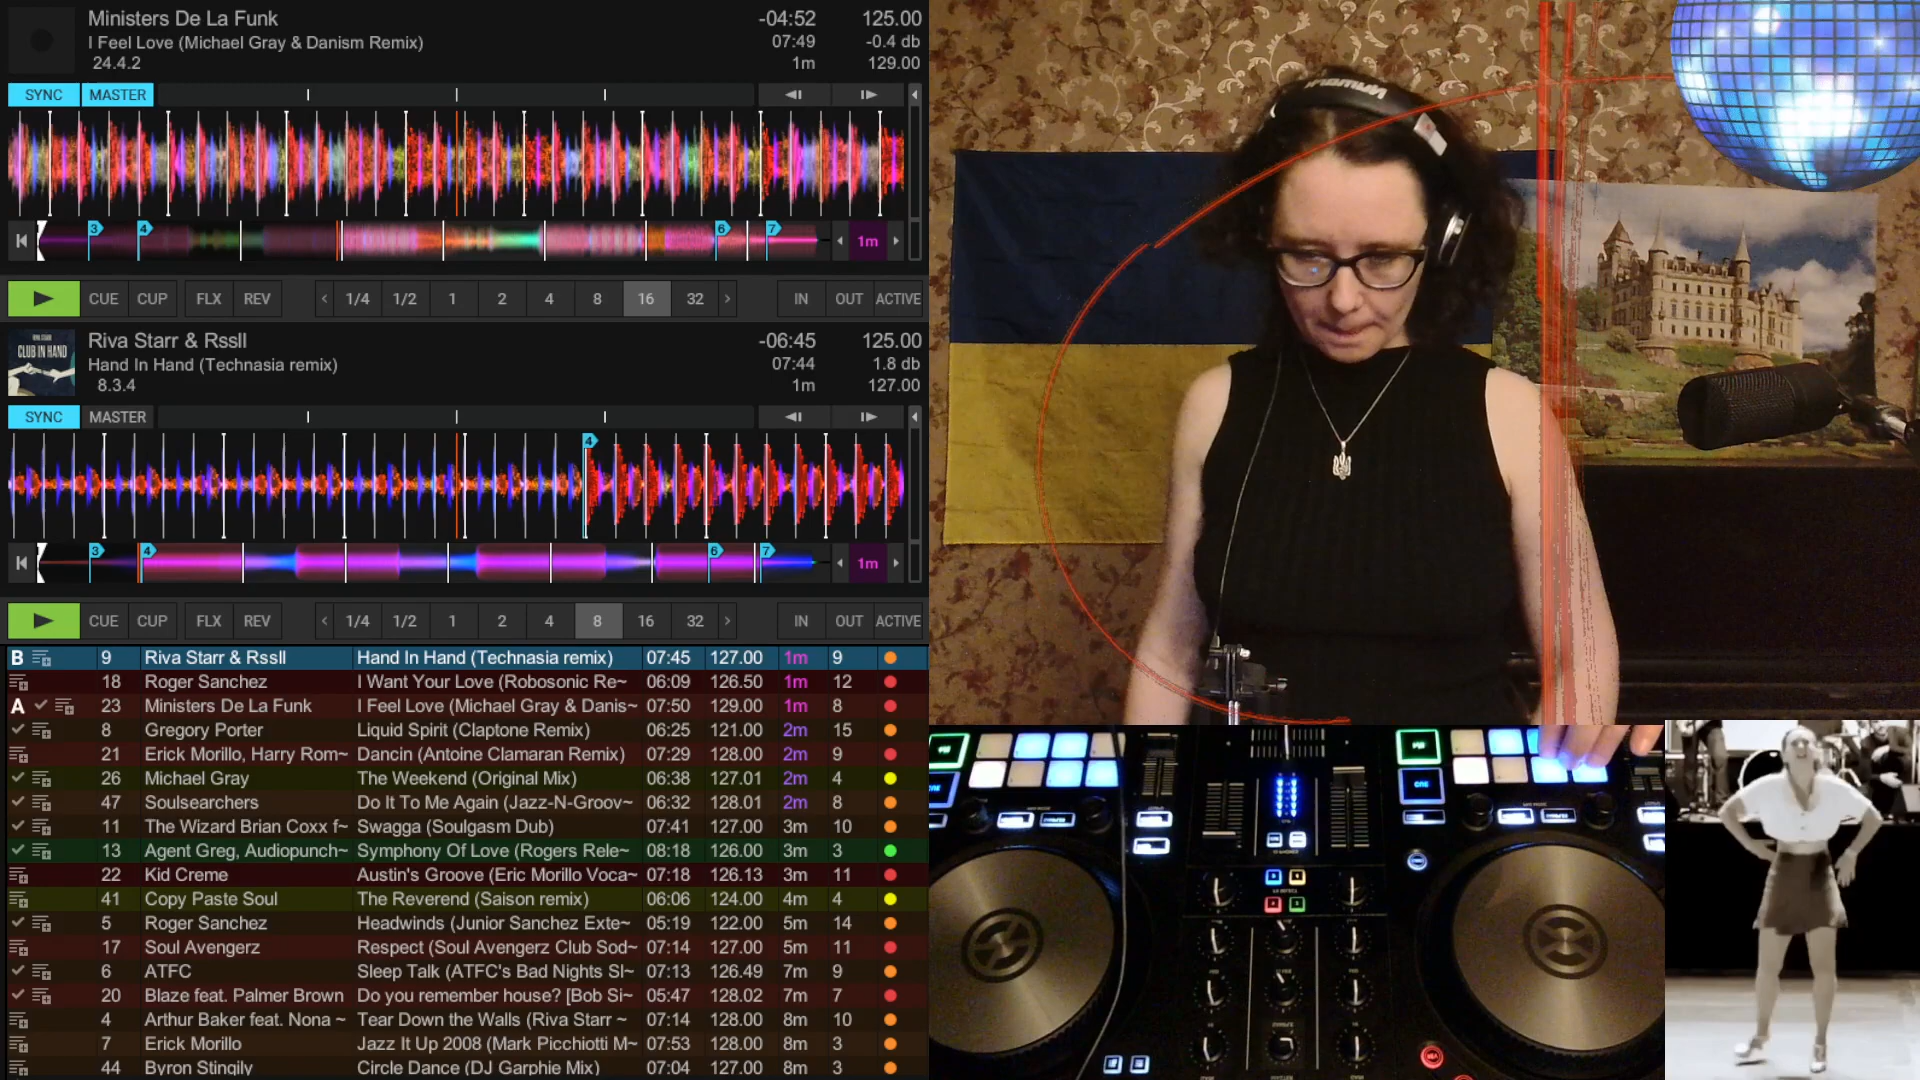 Ministers De La Funk -04:52 125.00
I Feel Love (Michael Gray & Danism Remix) 07:49 -0.4 db
24.4.2 1m 129.00
SYNC MASTER
3 4 6 7 1m
CUE CUP FLX REV 1/4 1/2 1 2 4 8 16 32 IN OUT ACTIVE
CLUB IN HAND
Riva Starr & Rssll -06:45 125.00
Hand In Hand (Technasia remix) 07:44 1.8 db
8.3.4 1m 127.00
SYNC MASTER
4
3 4 6 7 1m
CUE CUP FLX REV 1/4 1/2 1 2 4 8 16 32 IN OUT ACTIVE
B 9 Riva Starr & Rssll Hand In Hand (Technasia remix) 07:45 127.00 1m 9
18 Roger Sanchez I Want Your Love (Robosonic Re~ 06:09 126.50 1m 12
A 23 Ministers De La Funk I Feel Love (Michael Gray & Danis~ 07:50 129.00 1m 8
8 Gregory Porter Liquid Spirit (Claptone Remix) 06:25 121.00 2m 15
21 Erick Morillo, Harry Rom~ Dancin (Antoine Clamaran Remix) 07:29 128.00 2m 9
26 Michael Gray The Weekend (Original Mix) 06:38 127.01 2m 4
47 Soulsearchers Do It To Me Again (Jazz-N-Groov~ 06:32 128.01 2m 8
11 The Wizard Brian Coxx f~ Swagga (Soulgasm Dub) 07:41 127.00 3m 10
13 Agent Greg, Audiopunch~ Symphony Of Love (Rogers Rele~ 08:18 126.00 3m 3
22 Kid Creme Austin's Groove (Eric Morillo Voca~ 07:18 126.13 3m 11
41 Copy Paste Soul The Reverend (Saison remix) 06:06 124.00 4m 4
5 Roger Sanchez Headwinds (Junior Sanchez Exte~ 05:19 122.00 5m 14
17 Soul Avengerz Respect (Soul Avengerz Club Sod~ 07:14 127.00 5m 11
6 ATFC Sleep Talk (ATFC's Bad Nights Sl~ 07:13 126.49 7m 9
20 Blaze feat. Palmer Brown Do you remember house? [Bob Si~ 05:47 128.02 7m 7
4 Arthur Baker feat. Nona ~ Tear Down the Walls (Riva Starr ~ 07:14 128.00 8m 10
7 Erick Morillo Jazz It Up 2008 (Mark Picchiotti M~ 07:53 128.00 8m 3
44 Byron Stingily Circle Dance (DJ Garphie Mix) 07:04 127.00 8m 3